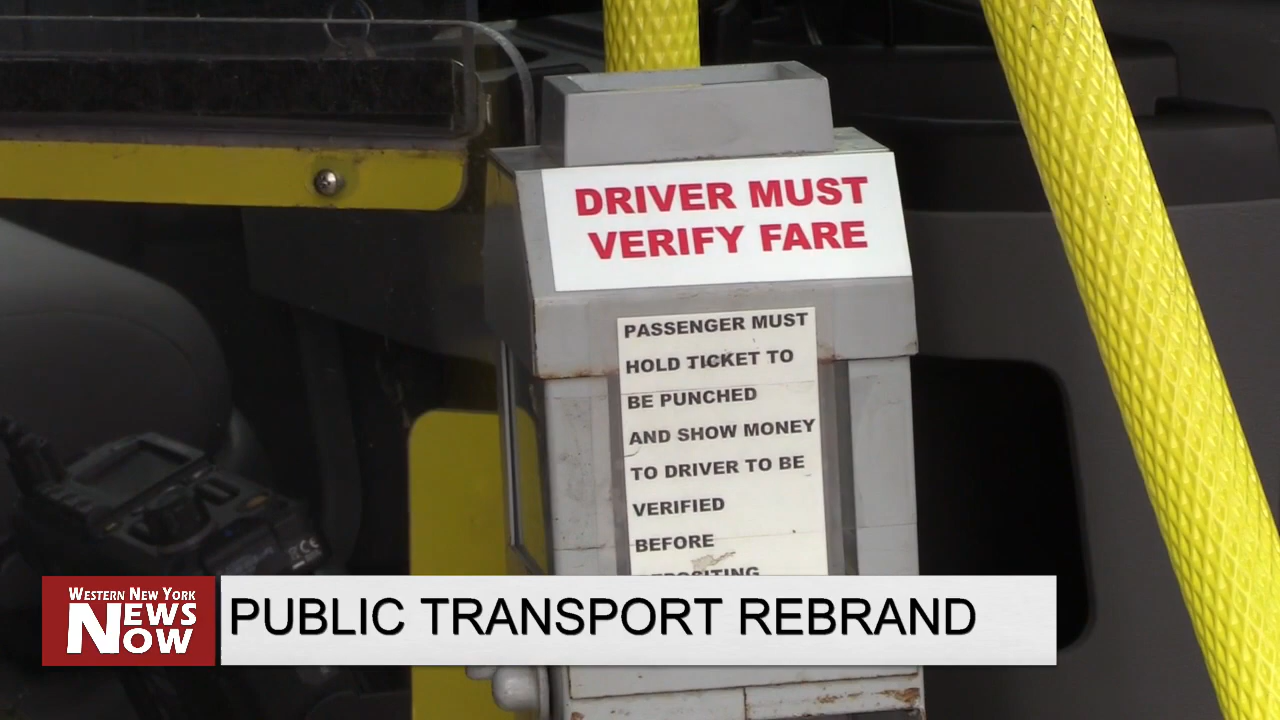 DRIVER MUST
VERIFY FARE
PASSENGER MUST
HOLD TICKET TO
BE PUNCHED
AND SHOW MONEY
TO DRIVER TO BE
VERIFIED
BEFORE
DEPOSITING
WESTERN NEW YORK
NEWS
NOW
PUBLIC TRANSPORT REBRAND